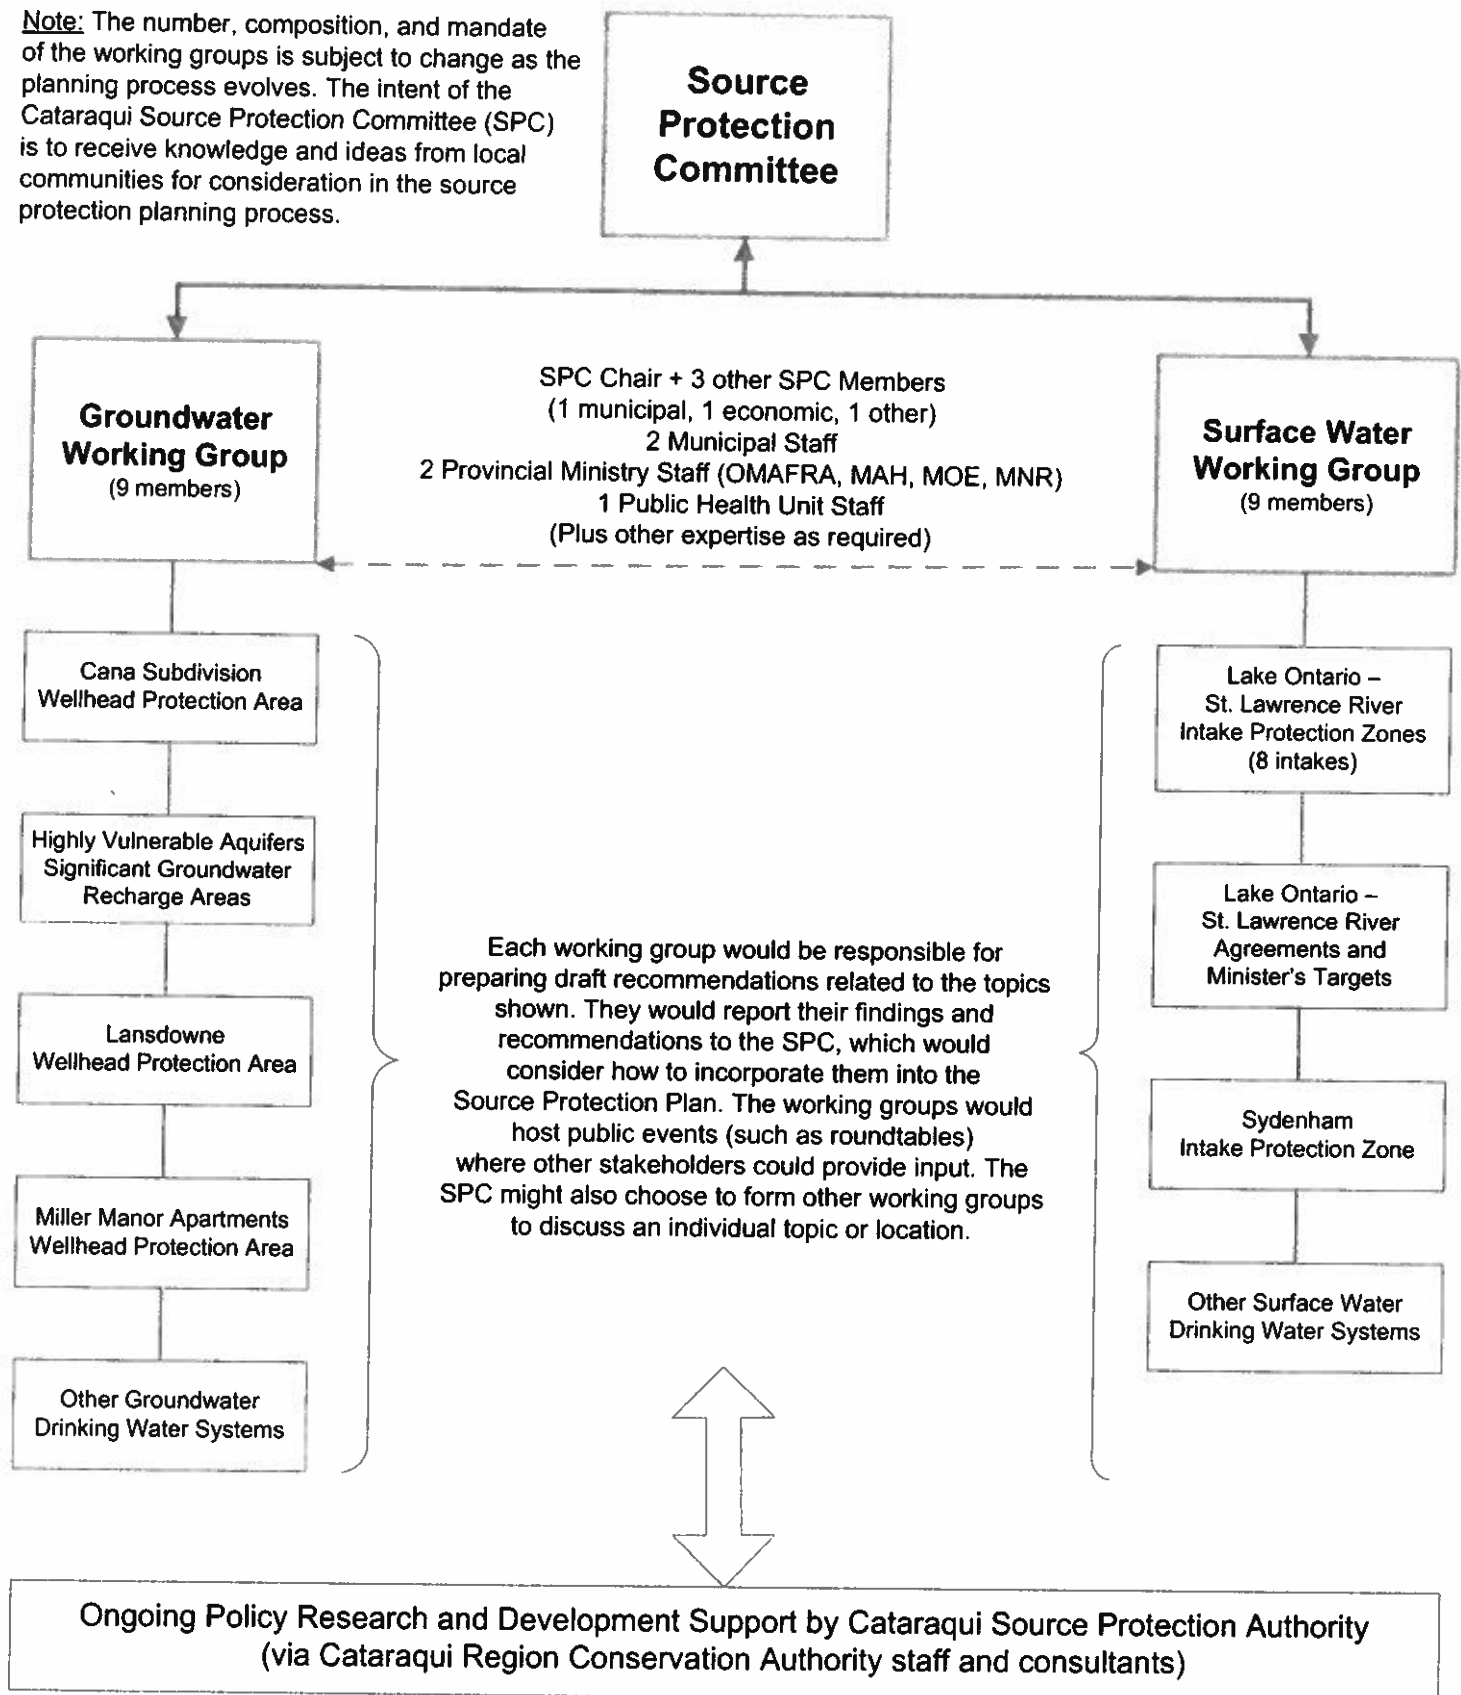 Note: The number, composition, and mandate
of the working groups is subject to change as the
planning process evolves. The intent of the
Cataraqui Source Protection Committee (SPC)
is to receive knowledge and ideas from local
communities for consideration in the source
protection planning process.
Source
Protection
Committee
Groundwater
Working Group
(9 members)
SPC Chair + 3 other SPC Members
(1 municipal, 1 economic, 1 other)
2 Municipal Staff
2 Provincial Ministry Staff (OMAFRA, MAH, MOE, MNR)
1 Public Health Unit Staff
(Plus other expertise as required)
Surface Water
Working Group
(9 members)
Cana Subdivision
Wellhead Protection Area
Highly Vulnerable Aquifers
Significant Groundwater
Recharge Areas
Lansdowne
Wellhead Protection Area
Miller Manor Apartments
Wellhead Protection Area
Other Groundwater
Drinking Water Systems
Each working group would be responsible for
preparing draft recommendations related to the topics
shown. They would report their findings and
recommendations to the SPC, which would
consider how to incorporate them into the
Source Protection Plan. The working groups would
host public events (such as roundtables)
where other stakeholders could provide input. The
SPC might also choose to form other working groups
to discuss an individual topic or location.
Lake Ontario –
St. Lawrence River
Intake Protection Zones
(8 intakes)
Lake Ontario –
St. Lawrence River
Agreements and
Minister's Targets
Sydenham
Intake Protection Zone
Other Surface Water
Drinking Water Systems
Ongoing Policy Research and Development Support by Cataraqui Source Protection Authority
(via Cataraqui Region Conservation Authority staff and consultants)